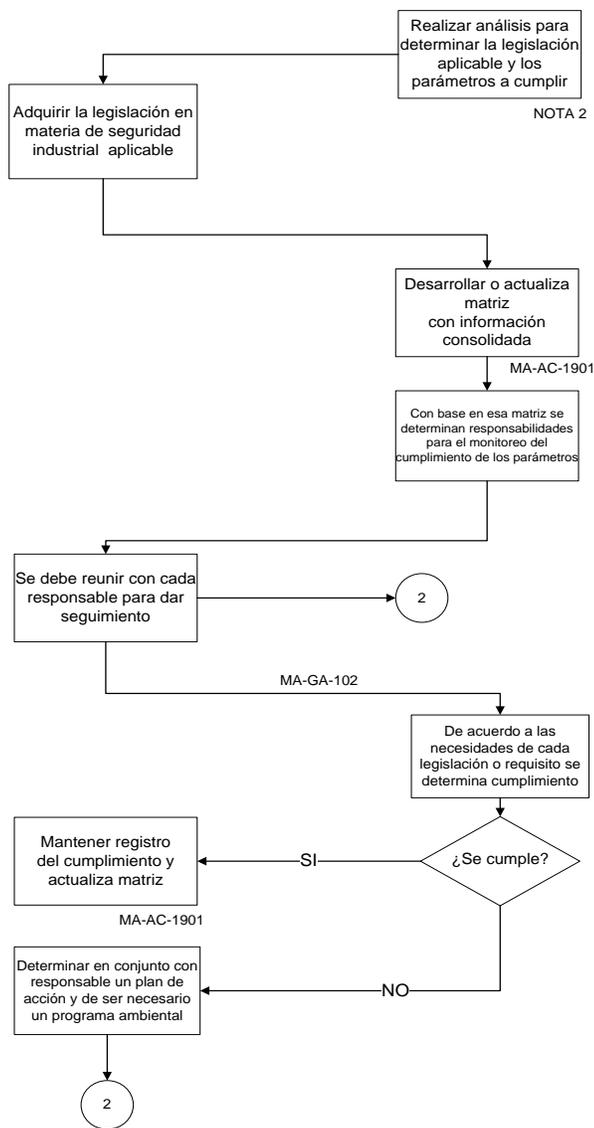 Realizar análisis para
determinar la legislación
aplicable y los
parámetros a cumplir
NOTA 2
Adquirir la legislación en
materia de seguridad
industrial aplicable
Desarrollar o actualiza
matriz
con información
consolidada
MA-AC-1901
Con base en esa matriz se
determinan responsabilidades
para el monitoreo del
cumplimiento de los parámetros
Se debe reunir con cada
responsable para dar
seguimiento
2
MA-GA-102
De acuerdo a las
necesidades de cada
legislación o requisito se
determina cumplimiento
¿Se cumple?
SI
Mantener registro
del cumplimiento y
actualiza matriz
MA-AC-1901
NO
Determinar en conjunto con
responsable un plan de
acción y de ser necesario
un programa ambiental
2